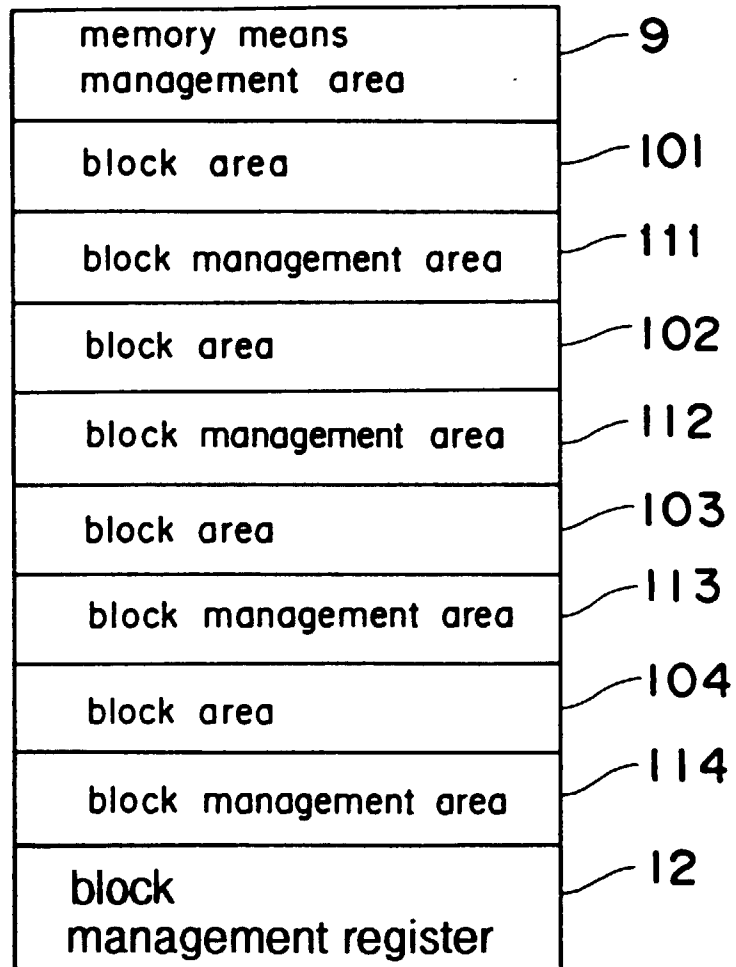 memory means 9
management area
block area 101
block management area 111
block area 102
block management area 112
block area 103
block management area 113
block area 104
block management area 114
block 12
management register